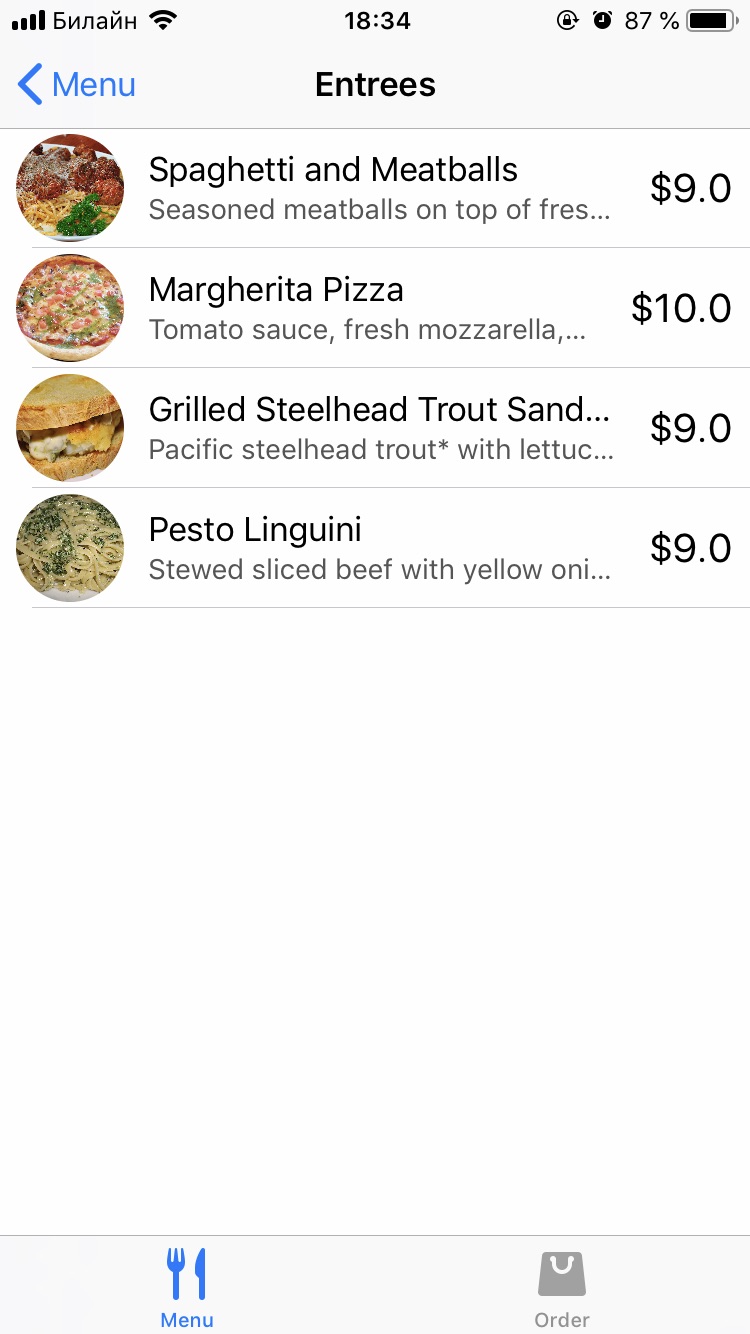 Билайн 18:34 87 %
Menu Entrees
Spaghetti and Meatballs
Seasoned meatballs on top of fres...
$9.0
Margherita Pizza
Tomato sauce, fresh mozzarella,...
$10.0
Grilled Steelhead Trout Sand...
Pacific steelhead trout* with lettuc...
$9.0
Pesto Linguini
Stewed sliced beef with yellow oni...
$9.0
Menu Order